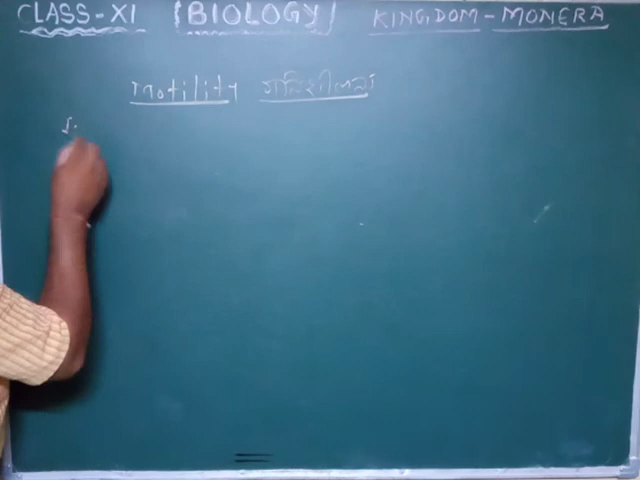 CLASS-XI [BIOLOGY] KINGDOM-MONERA
Motility গতিশীলতা